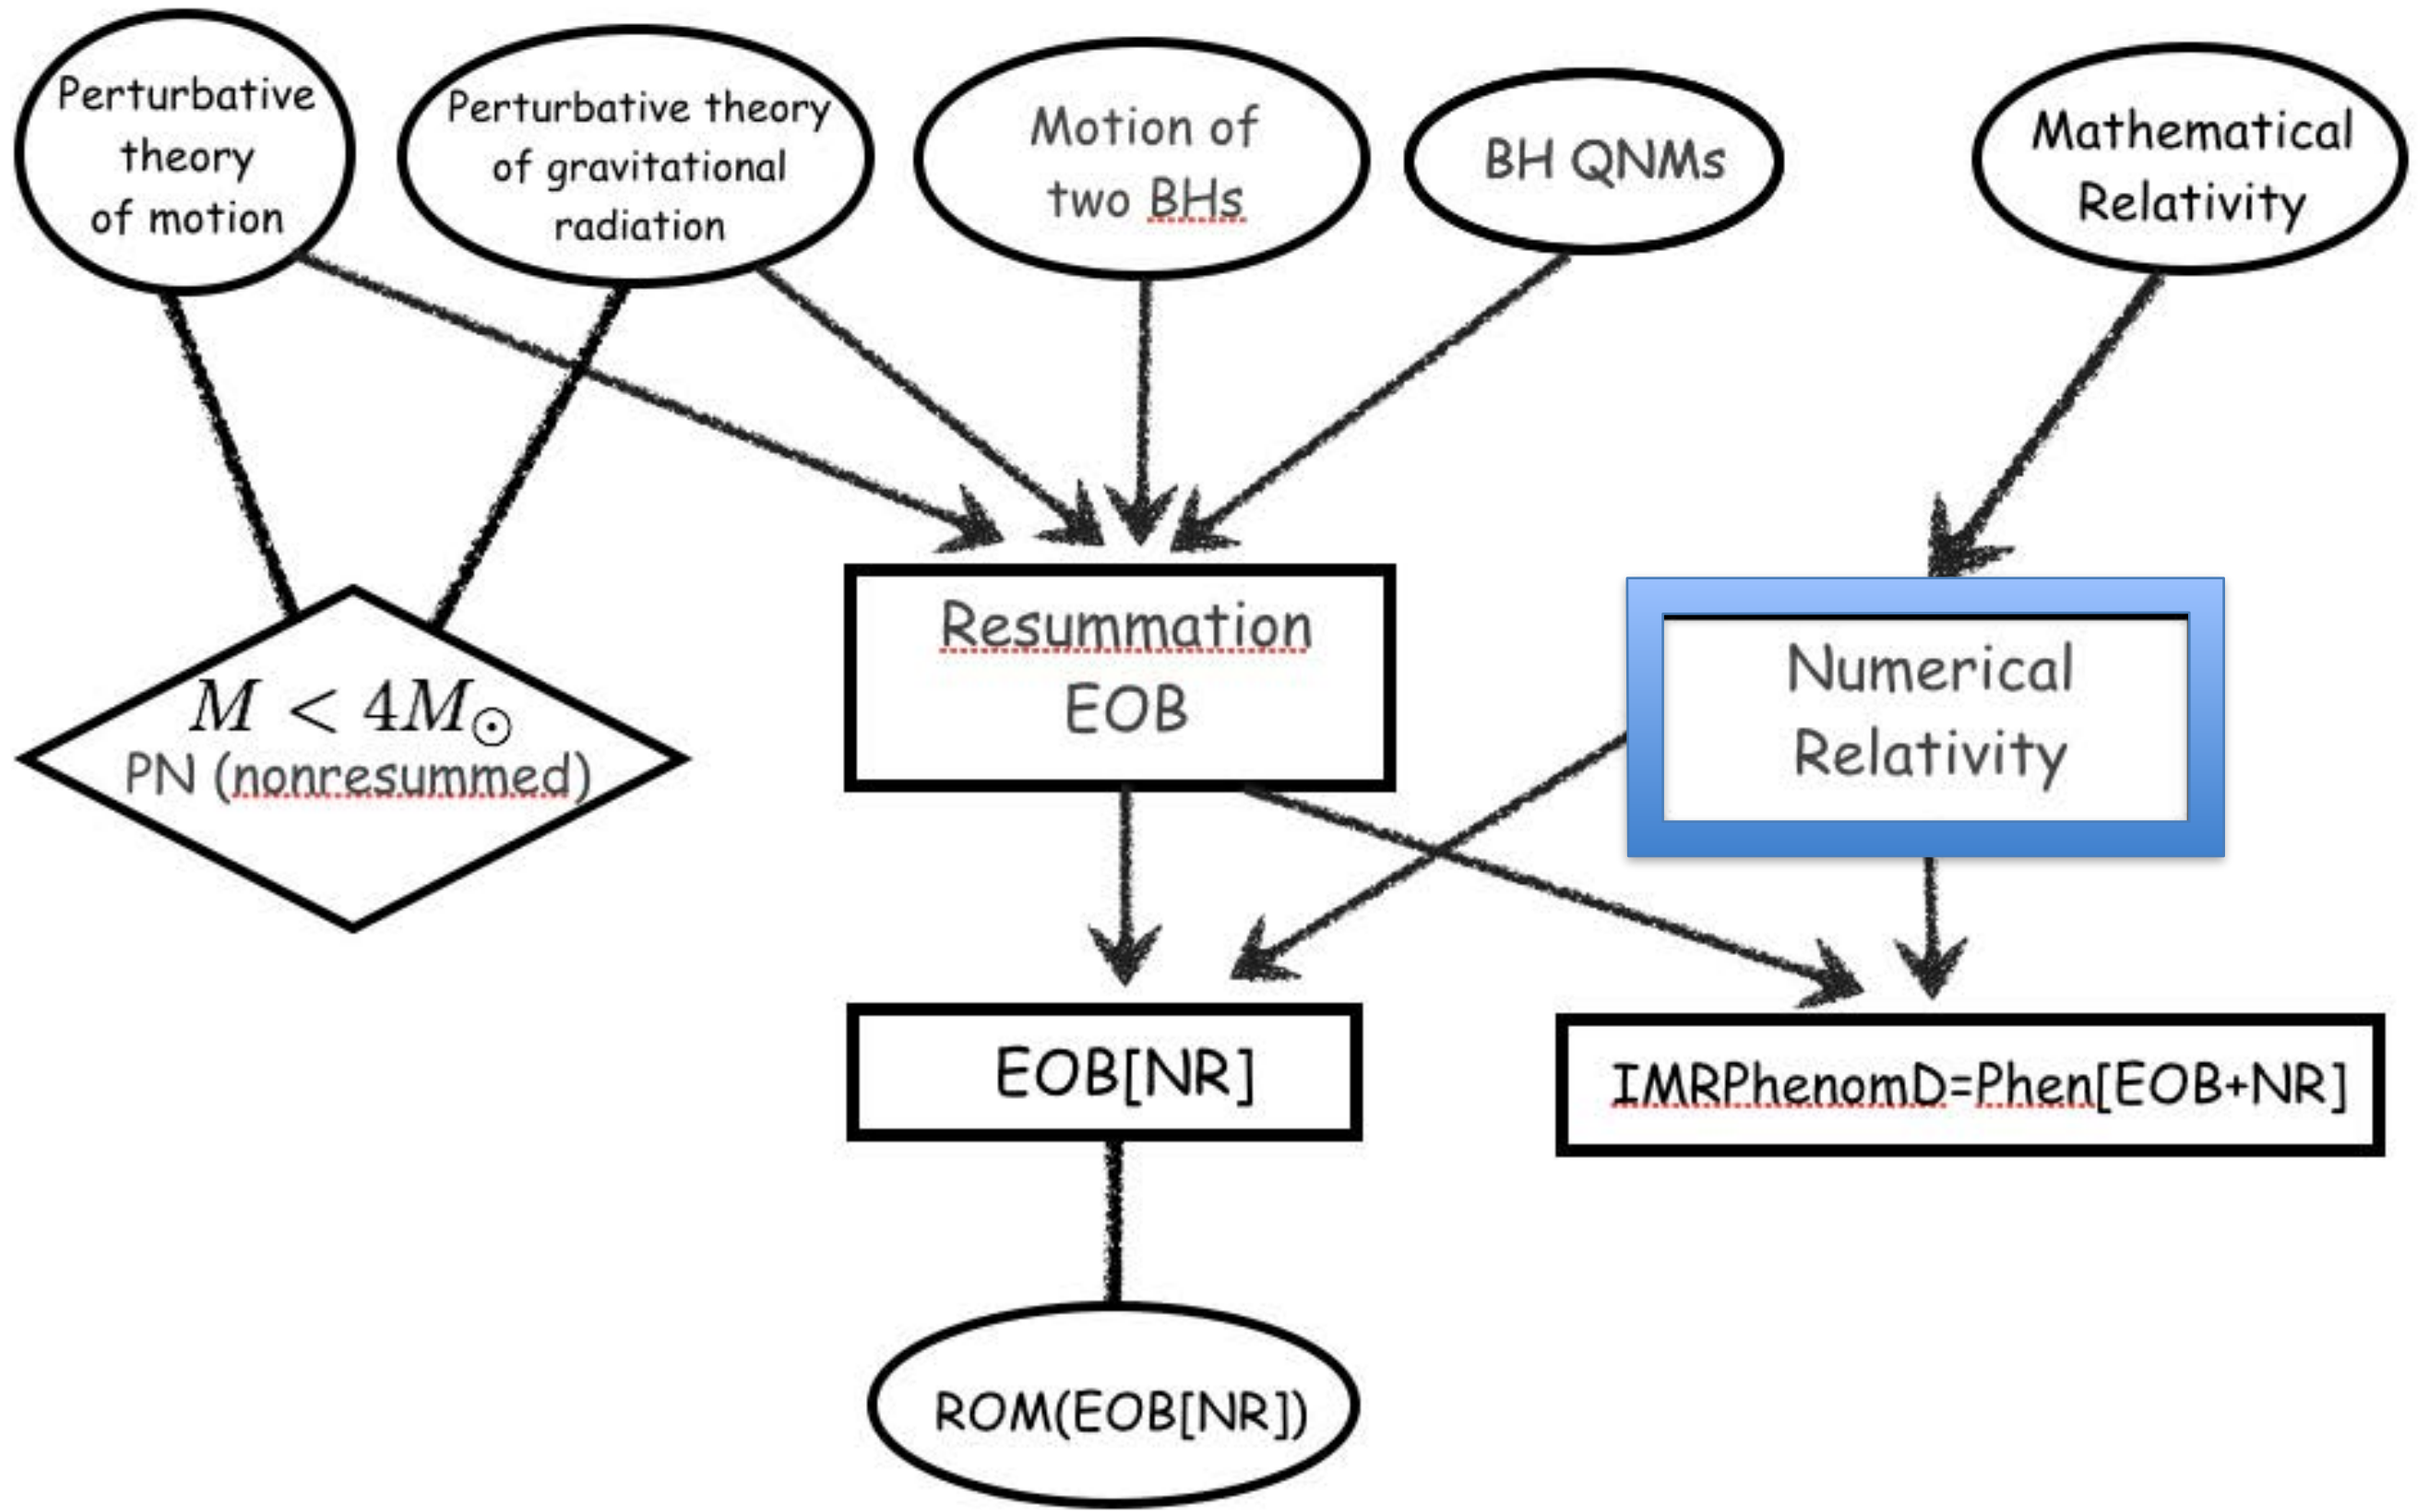 Perturbative
theory
of motion
Perturbative theory
of gravitational
radiation
Motion of
two BHs
BH QNMs
Mathematical
Relativity
M < 4M⊙
PN (nonresummed)
Resummation
EOB
Numerical
Relativity
EOB[NR]
IMRPhenomD=Phen[EOB+NR]
ROM(EOB[NR])